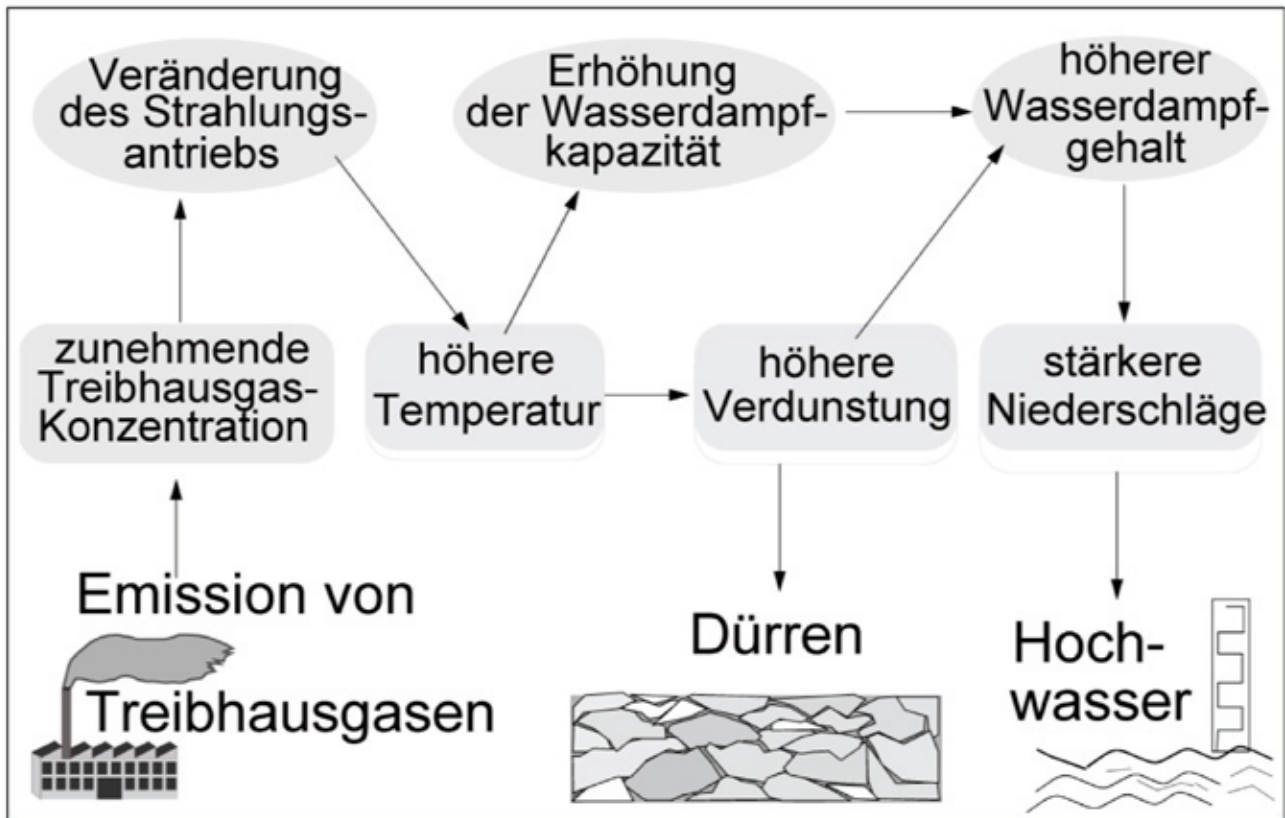 Veränderung
des Strahlungs-
antriebs
Erhöhung
der Wasserdampf-
kapazität
höherer
Wasserdampf-
gehalt
zunehmende
Treibhausgas-
Konzentration
höhere
Temperatur
höhere
Verdunstung
stärkere
Niederschläge
Emission von
Treibhausgasen
Dürren
Hoch-
wasser